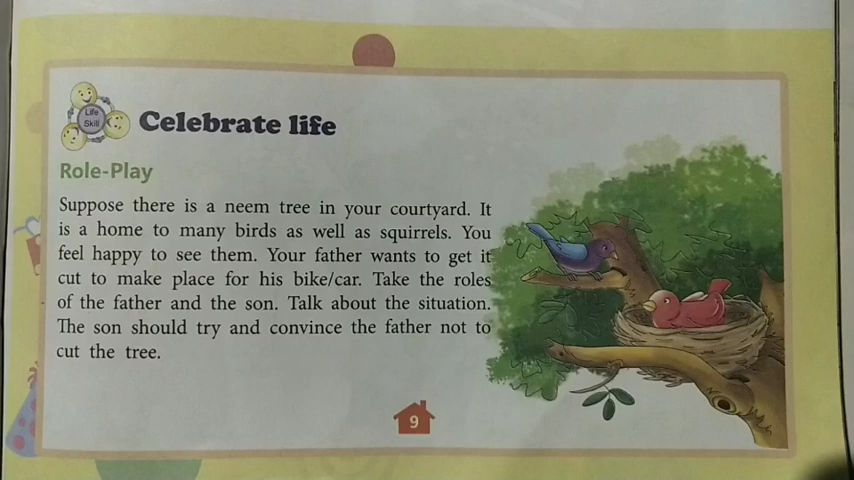 Life
Skill
Celebrate life
Role-Play
Suppose there is a neem tree in your courtyard. It
is a home to many birds as well as squirrels. You
feel happy to see them. Your father wants to get it
cut to make place for his bike/car. Take the roles
of the father and the son. Talk about the situation.
The son should try and convince the father not to
cut the tree.
9